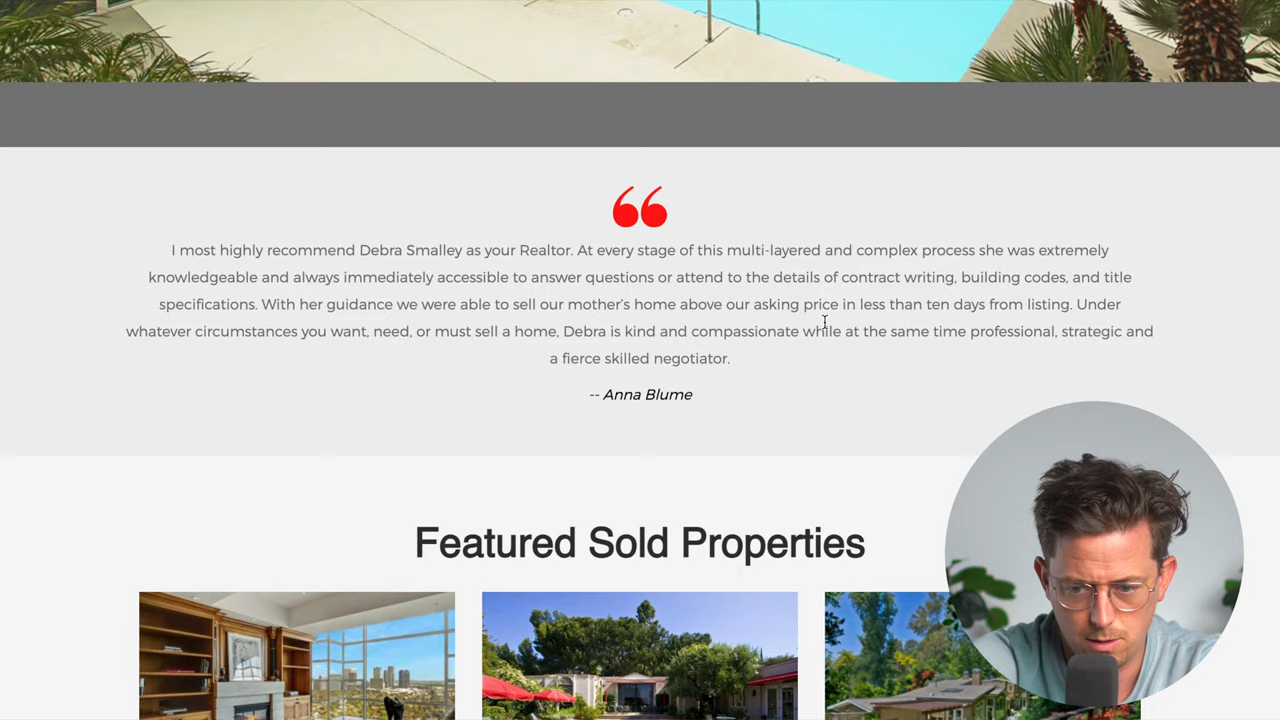 I most highly recommend Debra Smalley as your Realtor. At every stage of this multi-layered and complex process she was extremely
knowledgeable and always immediately accessible to answer questions or attend to the details of contract writing, building codes, and title
specifications. With her guidance we were able to sell our mother's home above our asking price in less than ten days from listing. Under
whatever circumstances you want, need, or must sell a home, Debra is kind and compassionate while at the same time professional, strategic and
a fierce skilled negotiator.
-- Anna Blume
Featured Sold Properties